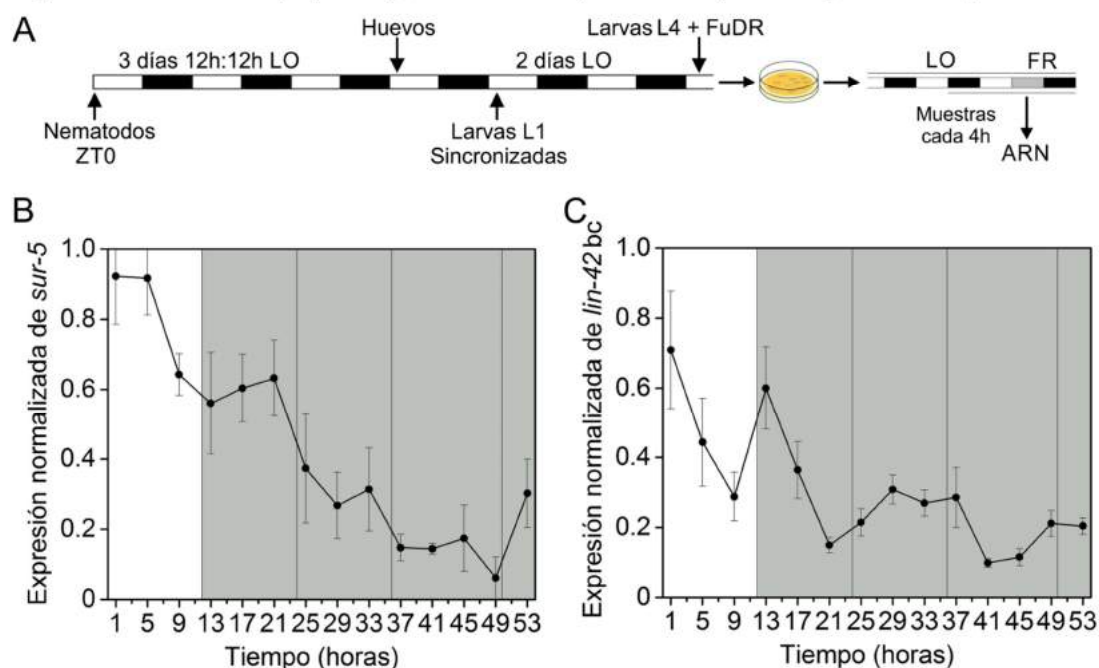 A
Huevos
Larvas L4 + FuDR
3 días 12h:12h LO
2 días LO
LO
FR
Nematodos
ZT0
Larvas L1
Sincronizadas
Muestras
cada 4h
ARN
B
Expresión normalizada de sur-5
1.0
0.8
0.6
0.4
0.2
0
1 5 9 13 17 21 25 29 33 37 41 45 49 53
Tiempo (horas)
C
Expresión normalizada de lin-42 bc
1.0
0.8
0.6
0.4
0.2
0
1 5 9 13 17 21 25 29 33 37 41 45 49 53
Tiempo (horas)